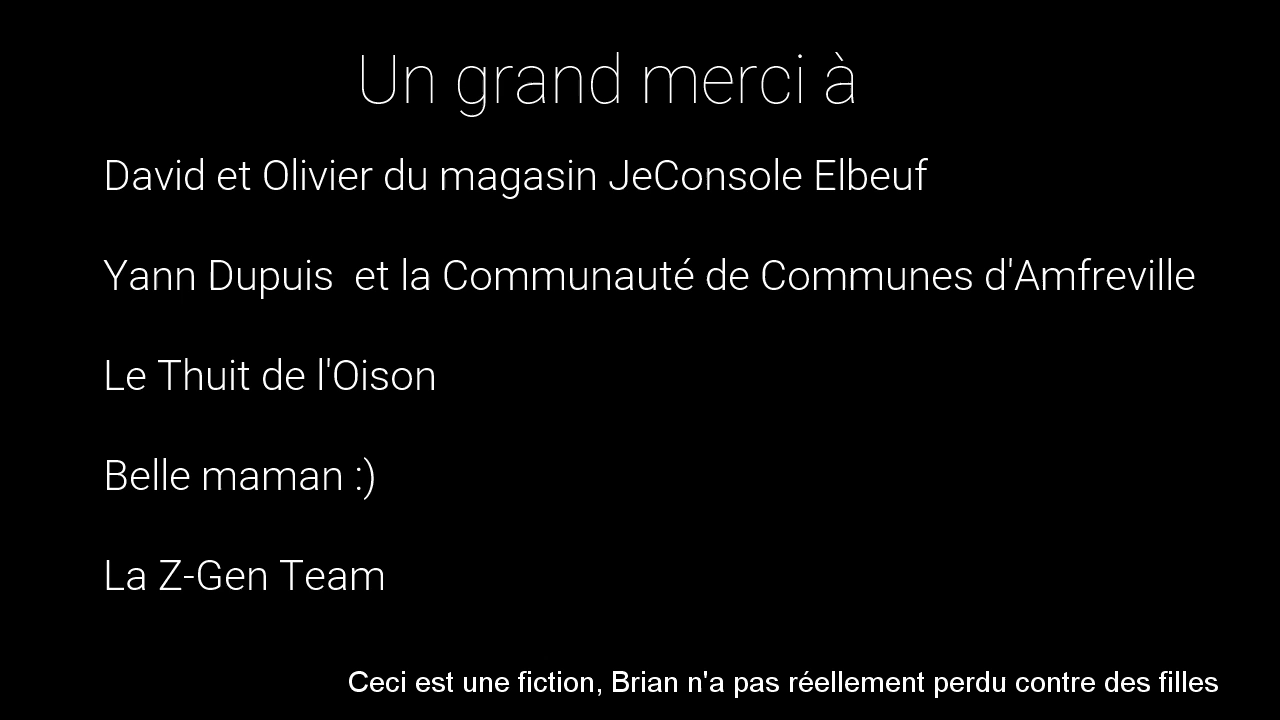 Un grand merci à
David et Olivier du magasin JeConsole Elbeuf
Yann Dupuis  et la Communauté de Communes d'Amfreville
Le Thuit de l'Oison
Belle maman :)
La Z-Gen Team
Ceci est une fiction, Brian n'a pas réellement perdu contre des filles